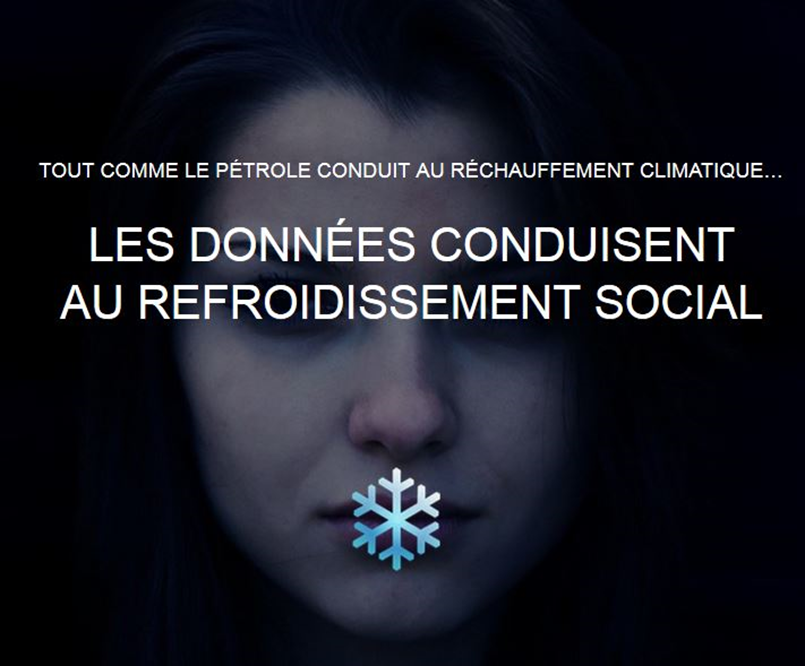 TOUT COMME LE PÉTROLE CONDUIT AU RÉCHAUFFEMENT CLIMATIQUE...
LES DONNÉES CONDUISENT
AU REFROIDISSEMENT SOCIAL